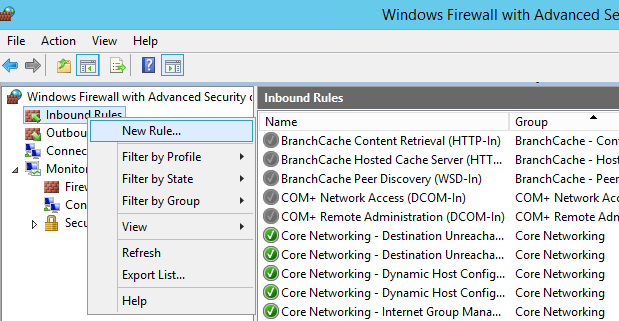 Windows Firewall with Advanced Se
File Action View Help
Windows Firewall with Advanced Security
Inbound Rules
Outbou
Connec
Monitor
Firew
Con
Secu
New Rule...
Filter by Profile
Filter by State
Filter by Group
View
Refresh
Export List...
Help
Inbound Rules
Name Group
BranchCache Content Retrieval (HTTP-In) BranchCache - Cont
BranchCache Hosted Cache Server (HTT... BranchCache - Host
BranchCache Peer Discovery (WSD-In) BranchCache - Peer
COM+ Network Access (DCOM-In) COM+ Network Acce
COM+ Remote Administration (DCOM-In) COM+ Remote Admi
Core Networking - Destination Unreacha... Core Networking
Core Networking - Destination Unreacha... Core Networking
Core Networking - Dynamic Host Config... Core Networking
Core Networking - Dynamic Host Config... Core Networking
Core Networking - Internet Group Mana... Core Networking